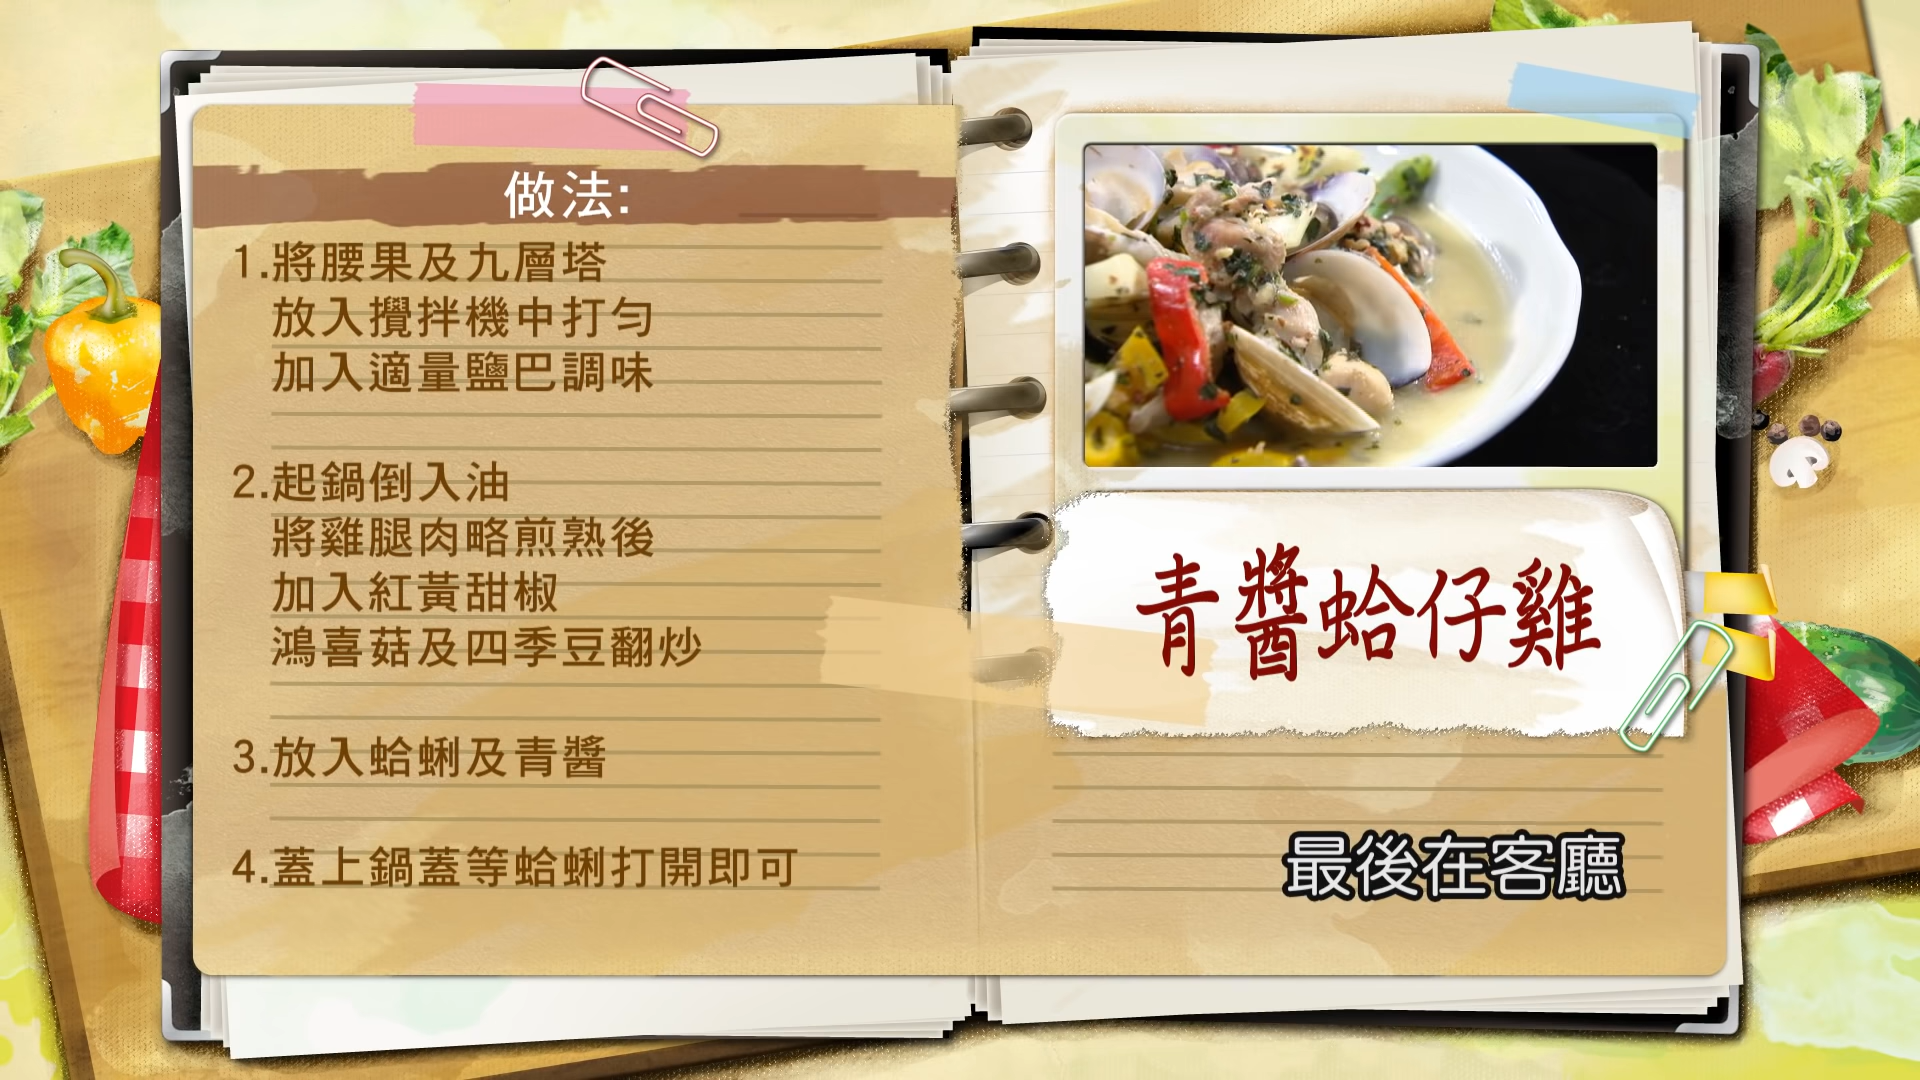 做法:
1.將腰果及九層塔
放入攪拌機中打勻
加入適量鹽巴調味
2.起鍋倒入油
將雞腿肉略煎熟後
加入紅黃甜椒
鴻喜菇及四季豆翻炒
3.放入蛤蜊及青醬
4.蓋上鍋蓋等蛤蜊打開即可
青醬蛤仔雞
最後在客廳